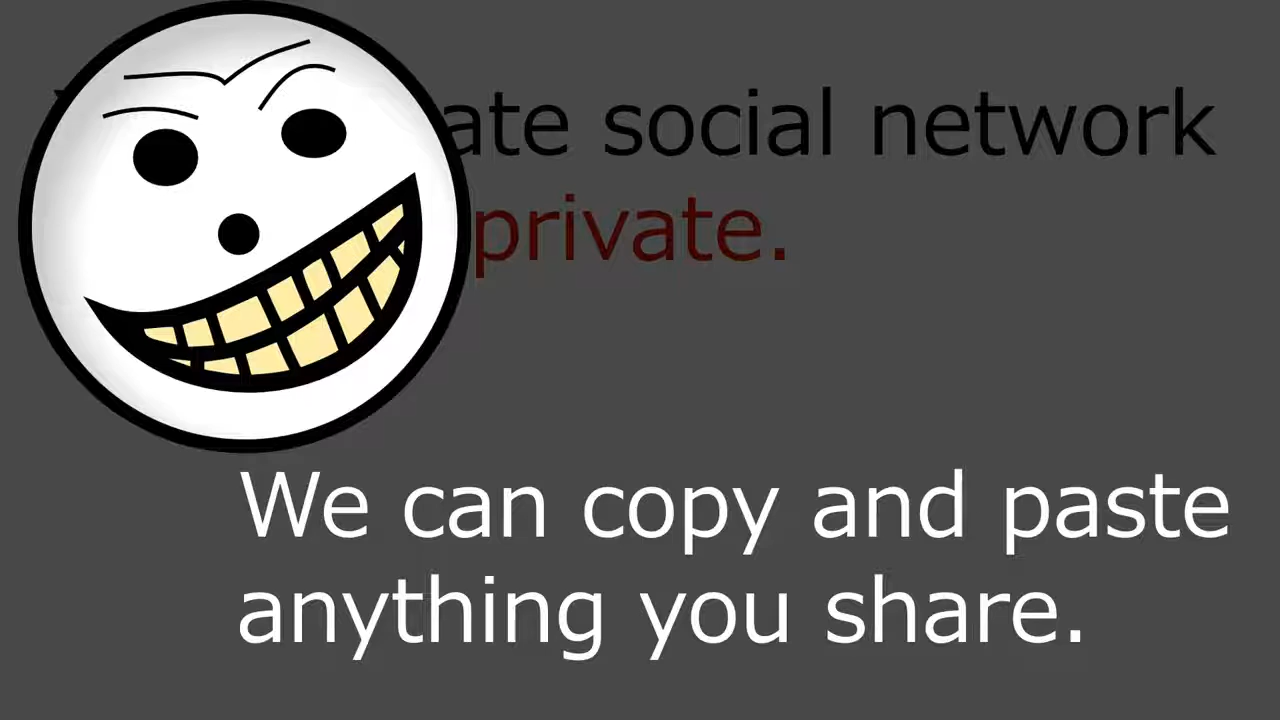 ate social network
private.
We can copy and paste
anything you share.